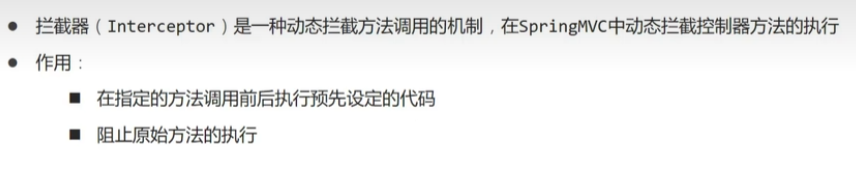 ● 拦截器（Interceptor）是一种动态拦截方法调用的机制，在SpringMVC中动态拦截控制器方法的执行
● 作用：
■ 在指定的方法调用前后执行预先设定的代码
■ 阻止原始方法的执行